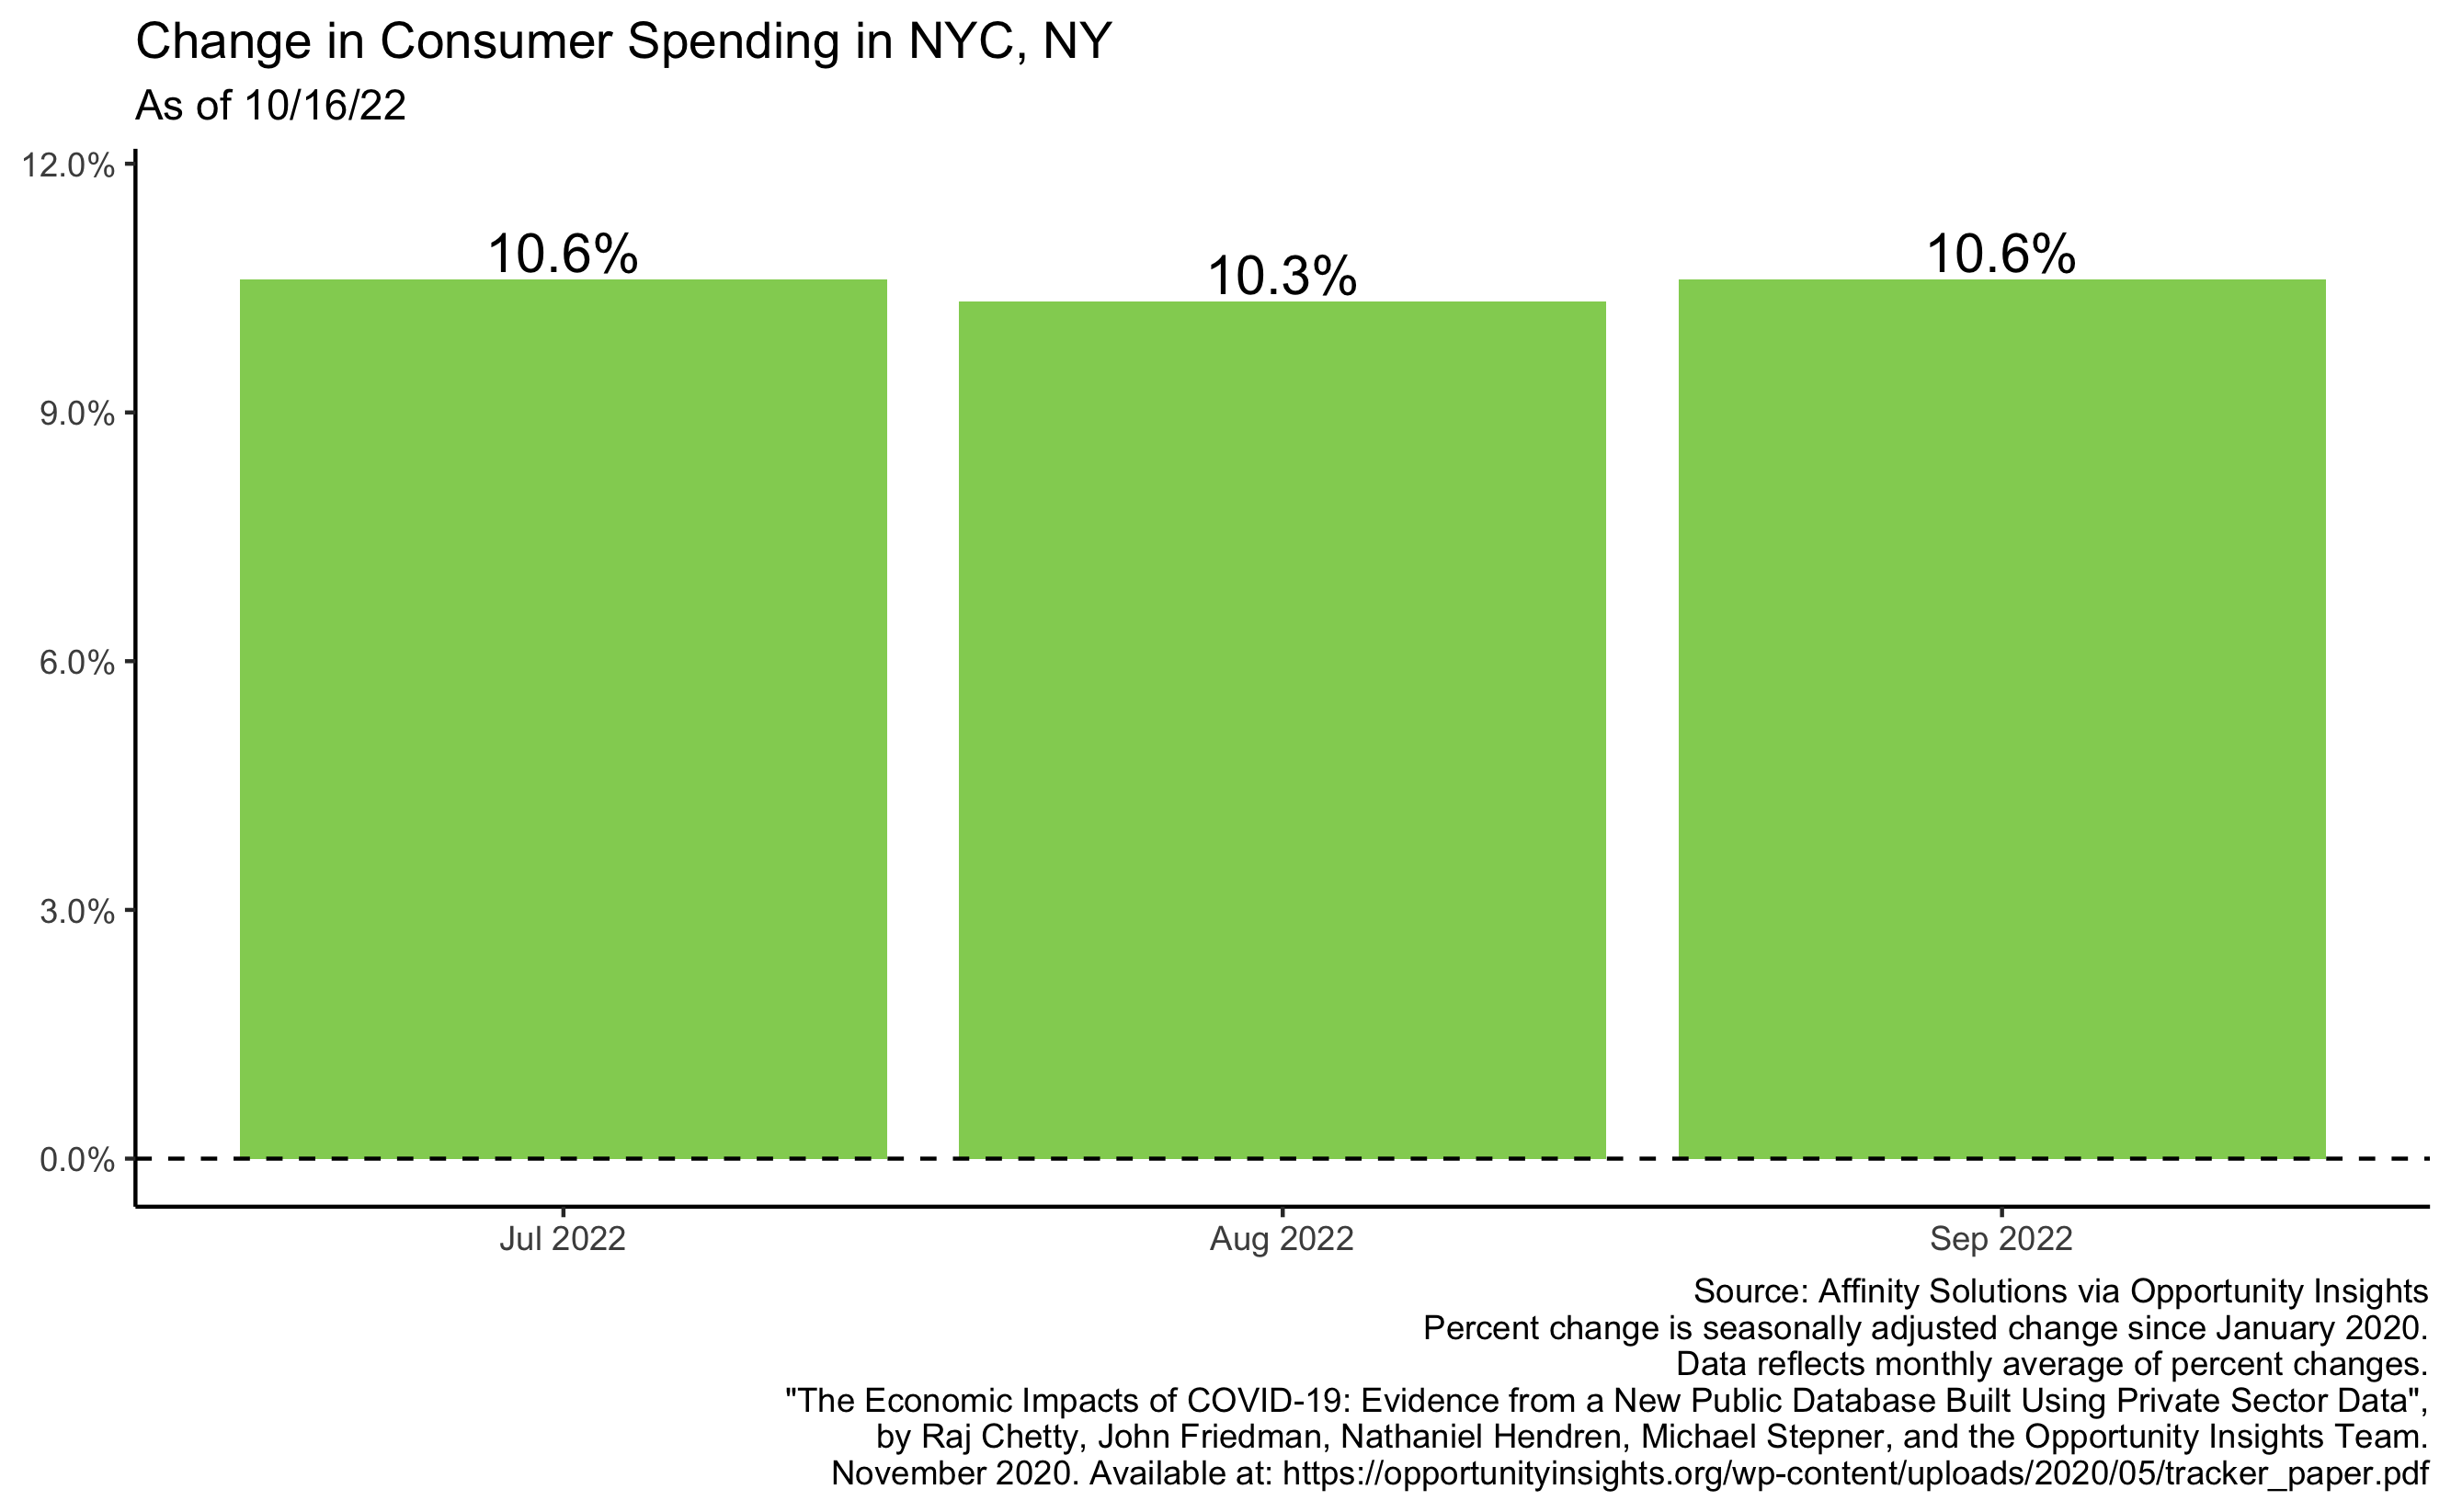 Change in Consumer Spending in NYC, NY
As of 10/16/22
12.0%
9.0%
6.0%
3.0%
0.0%
10.6%
10.3%
10.6%
Jul 2022
Aug 2022
Sep 2022
Source: Affinity Solutions via Opportunity Insights
Percent change is seasonally adjusted change since January 2020.
Data reflects monthly average of percent changes.
"The Economic Impacts of COVID-19: Evidence from a New Public Database Built Using Private Sector Data",
by Raj Chetty, John Friedman, Nathaniel Hendren, Michael Stepner, and the Opportunity Insights Team.
November 2020. Available at: https://opportunityinsights.org/wp-content/uploads/2020/05/tracker_paper.pdf